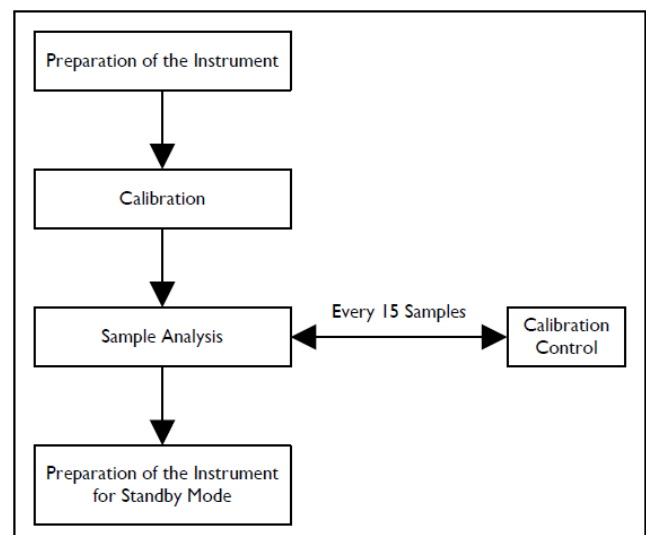 Preparation of the Instrument
Calibration
Every 15 Samples
Sample Analysis
Calibration
Control
Preparation of the Instrument
for Standby Mode